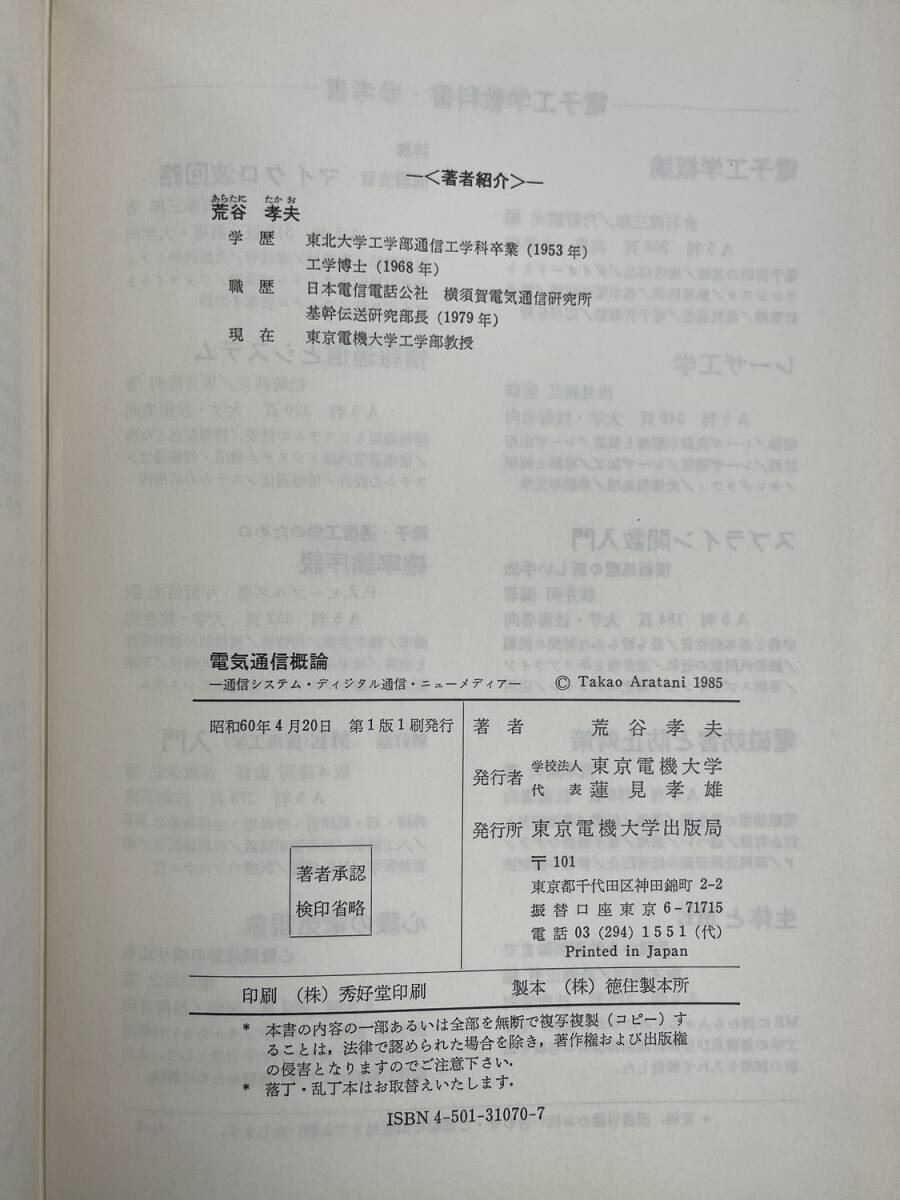 ―＜著者紹介＞―
あらたに たかお
荒谷 孝夫
学歴 東北大学工学部通信工学科卒業 (1953年)
工学博士 (1968年)
職歴 日本電信電話公社 横須賀電気通信研究所
基幹伝送研究部長 (1979年)
現在 東京電機大学工学部教授
電気通信概論
―通信システム・ディジタル通信・ニューメディア― © Takao Aratani 1985
昭和60年4月20日 第1版1刷発行
著者 荒谷孝夫
発行者 学校法人 東京電機大学
代表 蓮見孝雄
発行所 東京電機大学出版局
〒101
東京都千代田区神田錦町 2-2
振替口座東京 6-71715
電話 03 (294) 1551 (代)
Printed in Japan
著者承認
検印省略
印刷 (株) 秀好堂印刷 製本 (株) 徳住製本所
* 本書の内容の一部あるいは全部を無断で複写複製（コピー）す
ることは，法律で認められた場合を除き，著作権および出版権
の侵害となりますのでご注意下さい．
* 落丁・乱丁本はお取替えいたします．
ISBN 4-501-31070-7